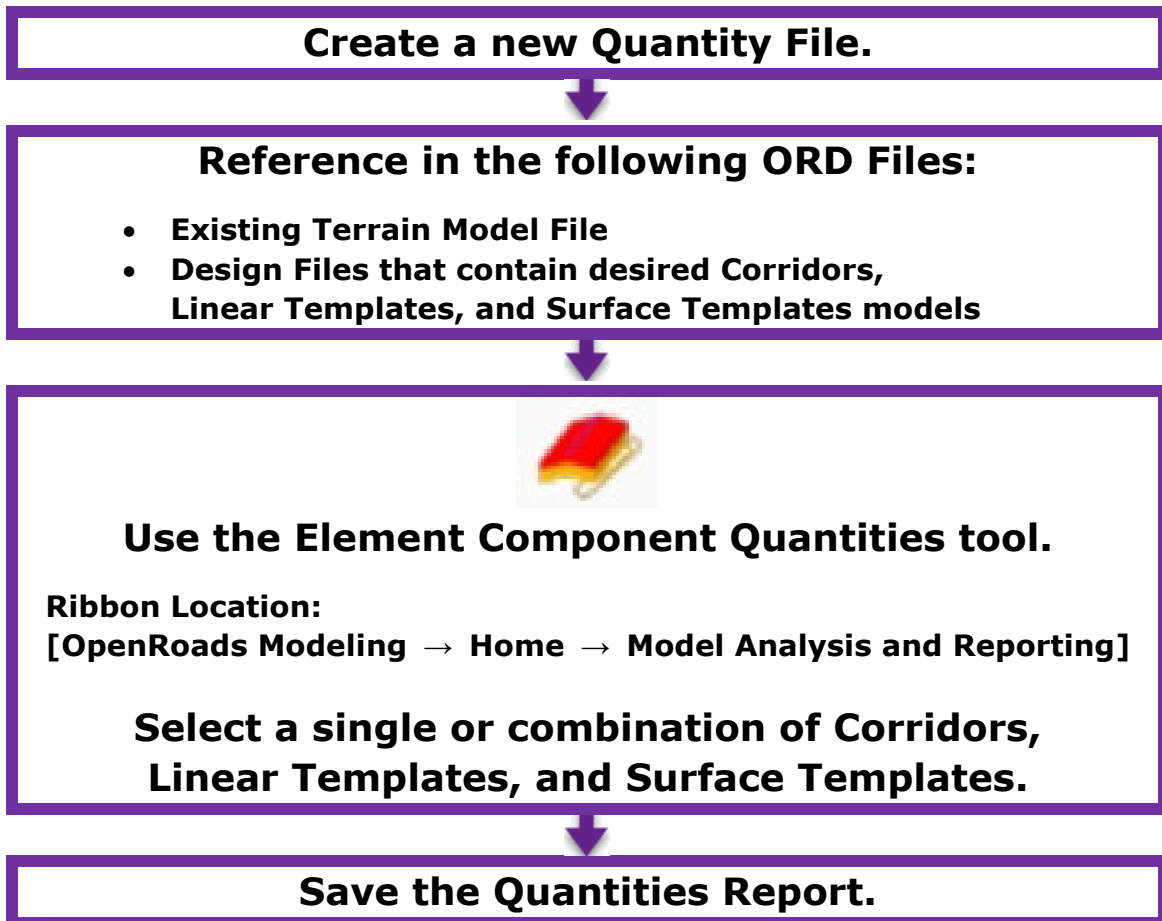 Create a new Quantity File.
Reference in the following ORD Files:
• Existing Terrain Model File
• Design Files that contain desired Corridors,
Linear Templates, and Surface Templates models
Use the Element Component Quantities tool.
Ribbon Location:
[OpenRoads Modeling → Home → Model Analysis and Reporting]
Select a single or combination of Corridors,
Linear Templates, and Surface Templates.
Save the Quantities Report.